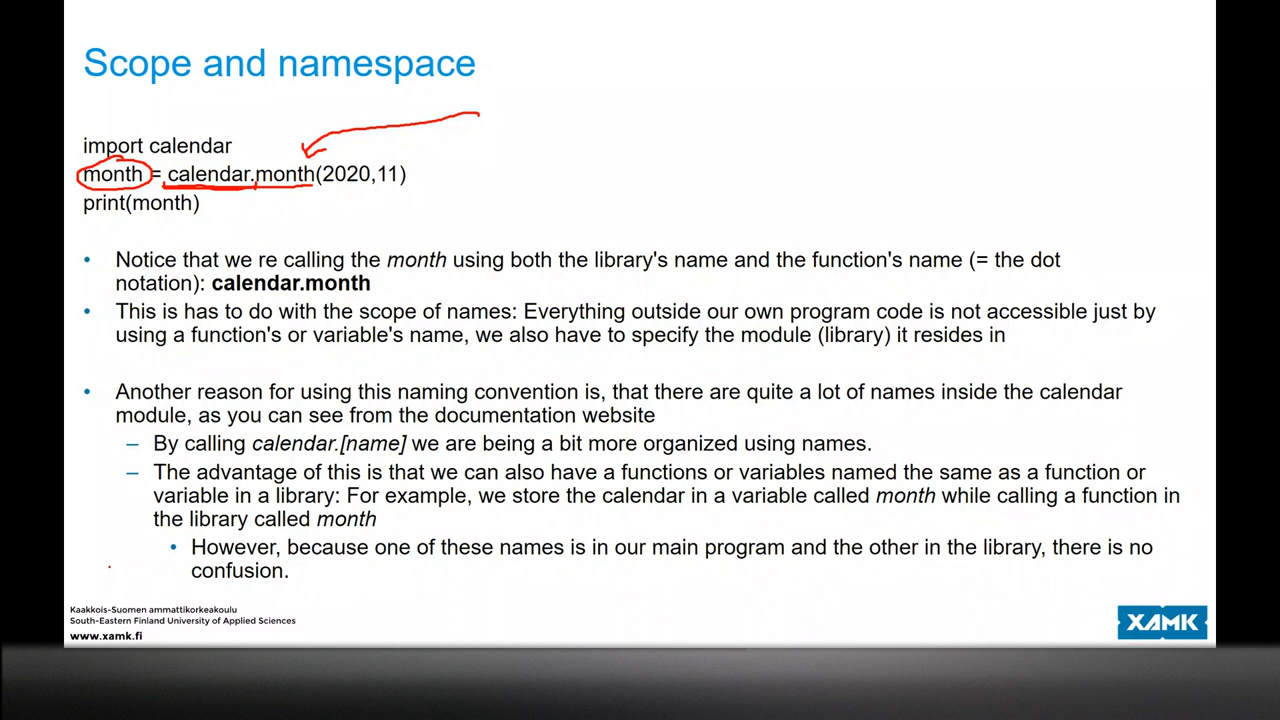 Scope and namespace
import calendar
month = calendar.month(2020,11)
print(month)
• Notice that we re calling the month using both the library's name and the function's name (= the dot
notation): calendar.month
• This is has to do with the scope of names: Everything outside our own program code is not accessible just by
using a function's or variable's name, we also have to specify the module (library) it resides in
• Another reason for using this naming convention is, that there are quite a lot of names inside the calendar
module, as you can see from the documentation website
– By calling calendar.[name] we are being a bit more organized using names.
– The advantage of this is that we can also have a functions or variables named the same as a function or
variable in a library: For example, we store the calendar in a variable called month while calling a function in
the library called month
• However, because one of these names is in our main program and the other in the library, there is no
confusion.
Kaakkois-Suomen ammattikorkeakoulu
South-Eastern Finland University of Applied Sciences
www.xamk.fi
XAMK